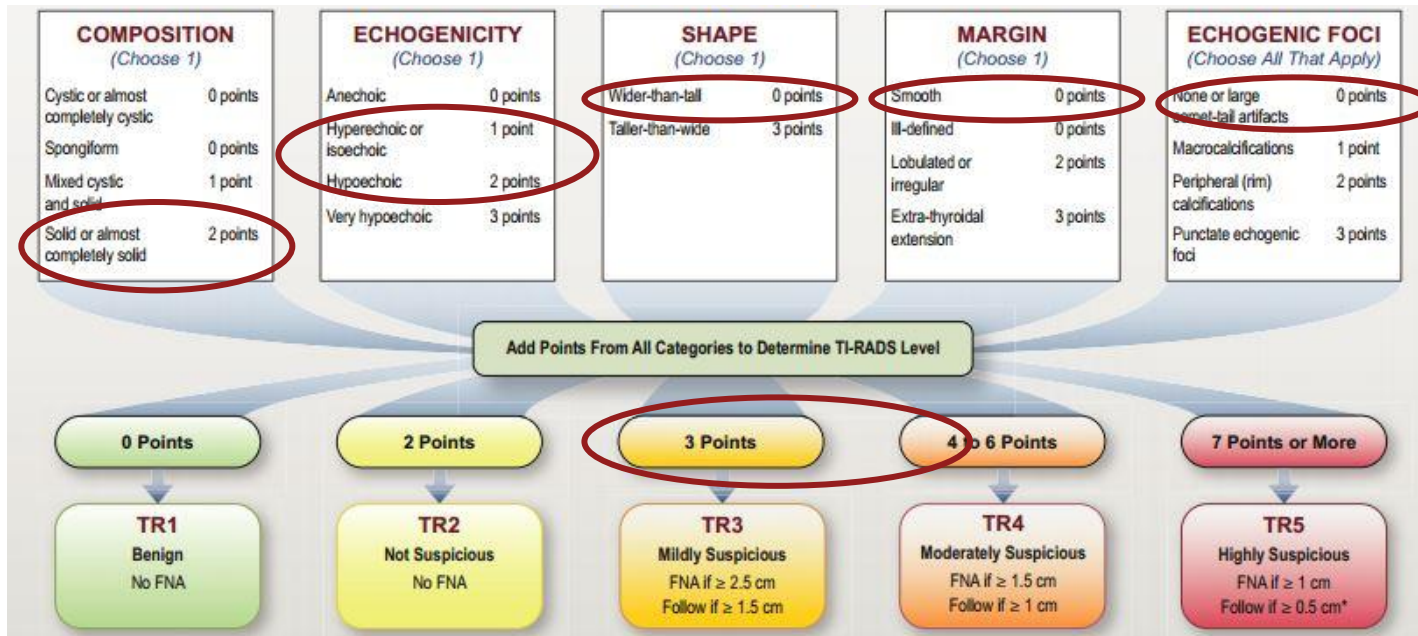 COMPOSITION
(Choose 1)
Cystic or almost 0 points
completely cystic
Spongiform 0 points
Mixed cystic 1 point
and solid
Solid or almost 2 points
completely solid
ECHOGENICITY
(Choose 1)
Anechoic 0 points
Hyperechoic or 1 point
isoechoic
Hypoechoic 2 points
Very hypoechoic 3 points
SHAPE
(Choose 1)
Wider-than-tall 0 points
Taller-than-wide 3 points
MARGIN
(Choose 1)
Smooth 0 points
Ill-defined 0 points
Lobulated or 2 points
irregular
Extra-thyroidal 3 points
extension
ECHOGENIC FOCI
(Choose All That Apply)
None or large 0 points
comet-tail artifacts
Macrocalcifications 1 point
Peripheral (rim) 2 points
calcifications
Punctate echogenic 3 points
foci
Add Points From All Categories to Determine TI-RADS Level
0 Points
2 Points
3 Points
4 to 6 Points
7 Points or More
TR1
Benign
No FNA
TR2
Not Suspicious
No FNA
TR3
Mildly Suspicious
FNA if ≥ 2.5 cm
Follow if ≥ 1.5 cm
TR4
Moderately Suspicious
FNA if ≥ 1.5 cm
Follow if ≥ 1 cm
TR5
Highly Suspicious
FNA if ≥ 1 cm
Follow if ≥ 0.5 cm*